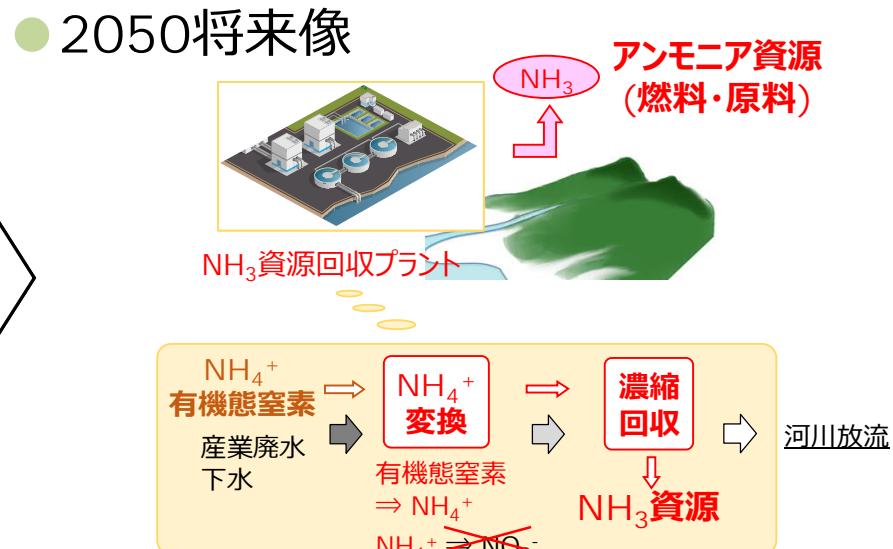 2050将来像
アンモニア資源
(燃料・原料)
NH₃
NH₃資源回収プラント
NH₄⁺
有機態窒素
産業廃水
下水
NH₄⁺
変換
有機態窒素
⇒ NH₄⁺
NH₄⁺ ⇒ NO
濃縮
回収
NH₃資源
河川放流